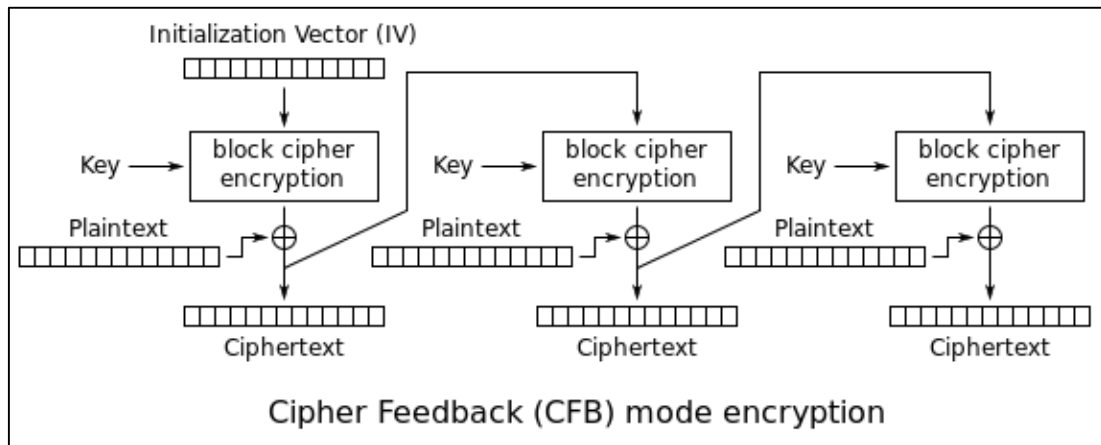 Initialization Vector (IV)
Key
block cipher
encryption
Key
block cipher
encryption
Key
block cipher
encryption
Plaintext
Plaintext
Plaintext
Ciphertext
Ciphertext
Ciphertext
Cipher Feedback (CFB) mode encryption